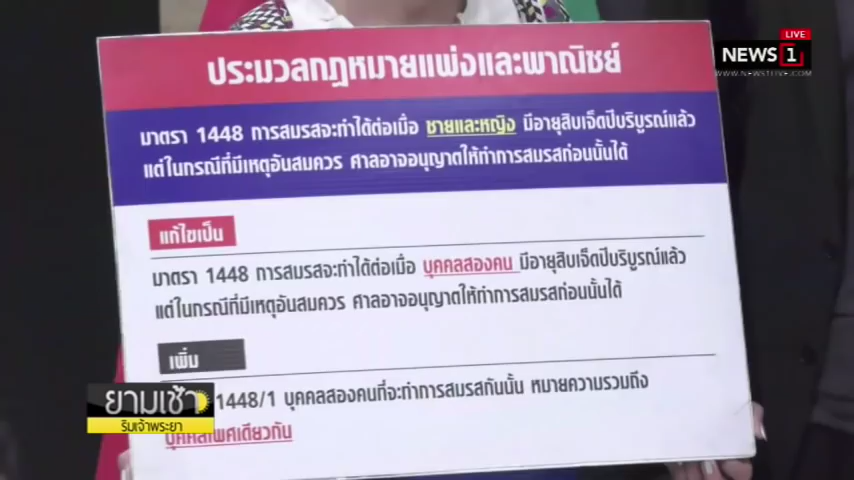 LIVE
NEWS 1
WWW.NEWS1LIVE.COM
ประมวลกฎหมายแพ่งและพาณิชย์
มาตรา 1448 การสมรสจะทำได้ต่อเมื่อ ชายและหญิง มีอายุสิบเจ็ดปีบริบูรณ์แล้ว
แต่ในกรณีที่มีเหตุอันสมควร ศาลอาจอนุญาตให้ทำการสมรสก่อนนั้นได้
แก้ไขเป็น
มาตรา 1448 การสมรสจะทำได้ต่อเมื่อ บุคคลสองคน มีอายุสิบเจ็ดปีบริบูรณ์แล้ว
แต่ในกรณีที่มีเหตุอันสมควร ศาลอาจอนุญาตให้ทำการสมรสก่อนนั้นได้
เพิ่ม
1448/1 บุคคลสองคนที่จะทำการสมรสกันนั้น หมายความรวมถึง
บุคคลเพศเดียวกัน
ยามเช้า
ริมเจ้าพระยา